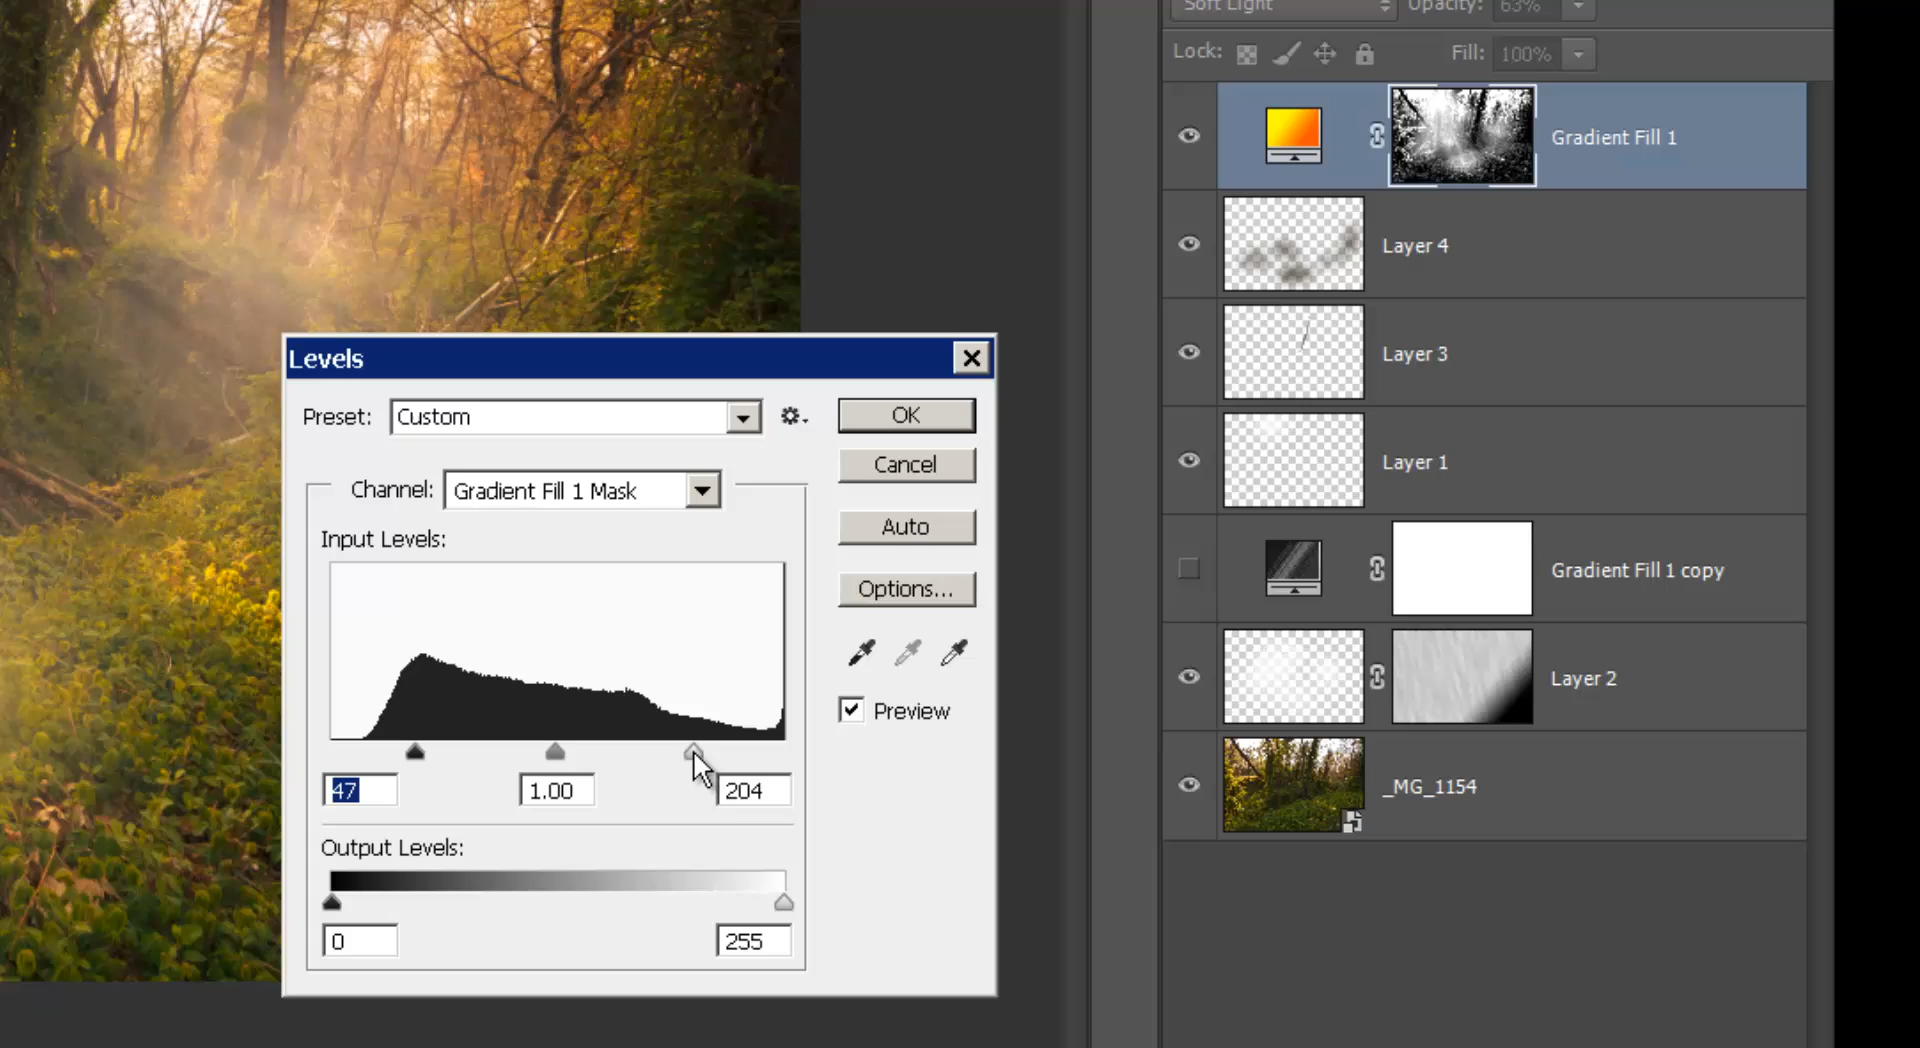 Soft Light
Opacity: 63%
Lock:
Fill: 100%
Gradient Fill 1
Layer 4
Layer 3
Layer 1
Gradient Fill 1 copy
Layer 2
_MG_1154
Levels
Preset: Custom
OK
Cancel
Channel: Gradient Fill 1 Mask
Auto
Input Levels:
Options...
Preview
47 1.00 204
Output Levels:
0 255